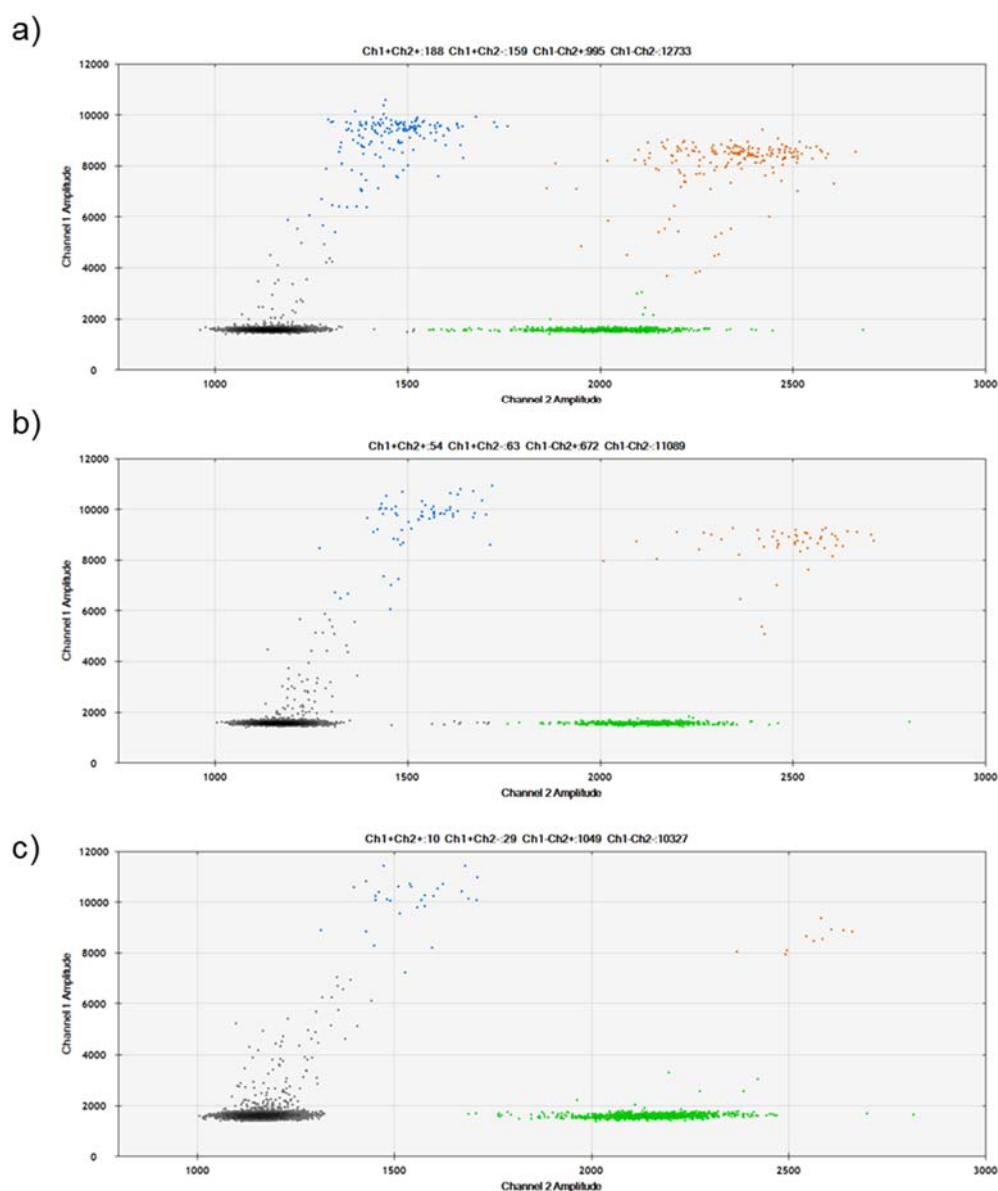 a)
Ch1+Ch2+:188 Ch1+Ch2-:159 Ch1-Ch2+:995 Ch1-Ch2-:12733
12000
10000
8000
6000
4000
2000
0
Channel 1 Amplitude
1000 1500 2000 2500 3000
Channel 2 Amplitude
b)
Ch1+Ch2+:54 Ch1+Ch2-:63 Ch1-Ch2+:672 Ch1-Ch2-:11089
12000
10000
8000
6000
4000
2000
0
Channel 1 Amplitude
1000 1500 2000 2500 3000
Channel 2 Amplitude
c)
Ch1+Ch2+:10 Ch1+Ch2-:29 Ch1-Ch2+:1049 Ch1-Ch2-:10327
12000
10000
8000
6000
4000
2000
0
Channel 1 Amplitude
1000 1500 2000 2500 3000
Channel 2 Amplitude